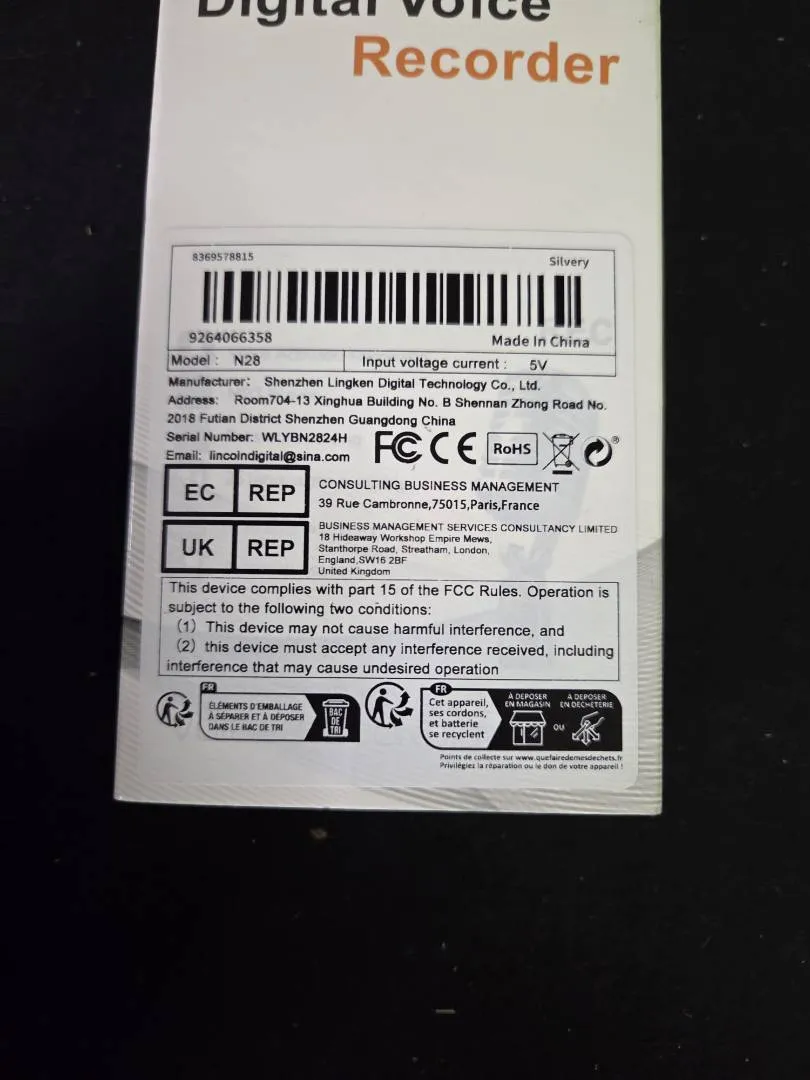 Digital Voice
Recorder
8369578815
Silvery
9264066358
Made In China
Model : N28
Input voltage current : 5V
Manufacturer: Shenzhen Lingken Digital Technology Co., Ltd.
Address: Room704-13 Xinghua Building No. B Shennan Zhong Road No.
2018 Futian District Shenzhen Guangdong China
Serial Number: WLYBN2824H
Email: lincolndigital@sina.com
FC CE RoHS
EC REP
CONSULTING BUSINESS MANAGEMENT
39 Rue Cambronne,75015,Paris,France
UK REP
BUSINESS MANAGEMENT SERVICES CONSULTANCY LIMITED
18 Hideaway Workshop Empire Mews,
Stanthorpe Road, Streatham, London,
England,SW16 2BF
United Kingdom
This device complies with part 15 of the FCC Rules. Operation is
subject to the following two conditions:
(1) This device may not cause harmful interference, and
(2) this device must accept any interference received, including
interference that may cause undesired operation
FR
ÉLÉMENTS D'EMBALLAGE
À SÉPARER ET À DÉPOSER
DANS LE BAC DE TRI
BAC
DE
TRI
FR
Cet appareil,
ses cordons,
et batterie
se recyclent
À DÉPOSER
EN MAGASIN
OU
À DÉPOSER
EN DÉCHÈTERIE
Points de collecte sur www.quefairedemesdechets.fr
Privilégiez la réparation ou le don de votre appareil !